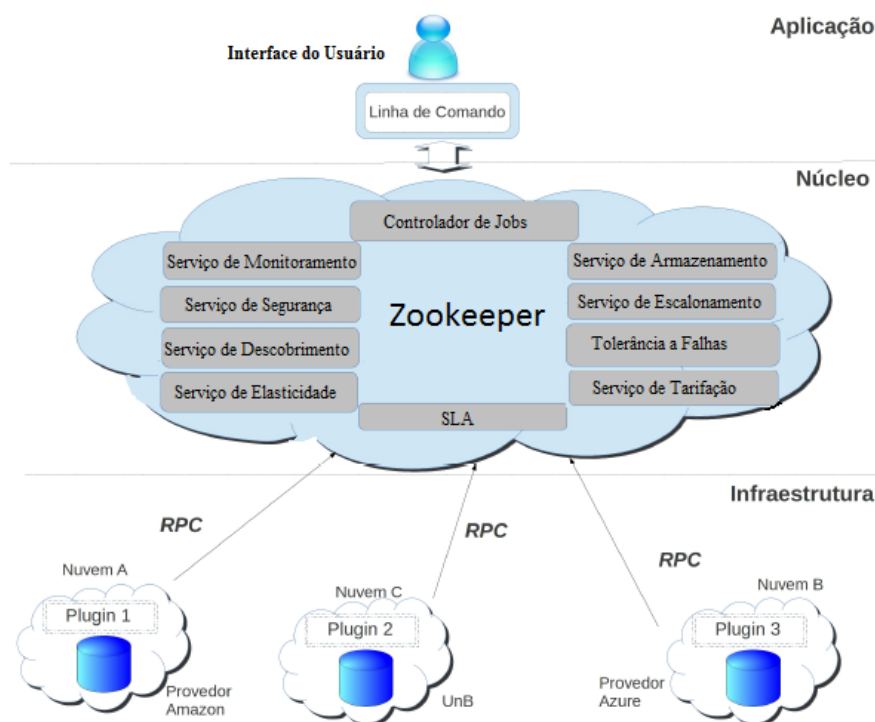 Aplicação
Interface do Usuário
Linha de Comando
Núcleo
Controlador de Jobs
Serviço de Monitoramento
Serviço de Segurança
Serviço de Descobrimento
Serviço de Elasticidade
Zookeeper
Serviço de Armazenamento
Serviço de Escalonamento
Tolerância a Falhas
Serviço de Tarifação
SLA
Infraestrutura
RPC
RPC
RPC
Nuvem A
Plugin 1
Provedor
Amazon
Nuvem C
Plugin 2
UnB
Nuvem B
Plugin 3
Provedor
Azure